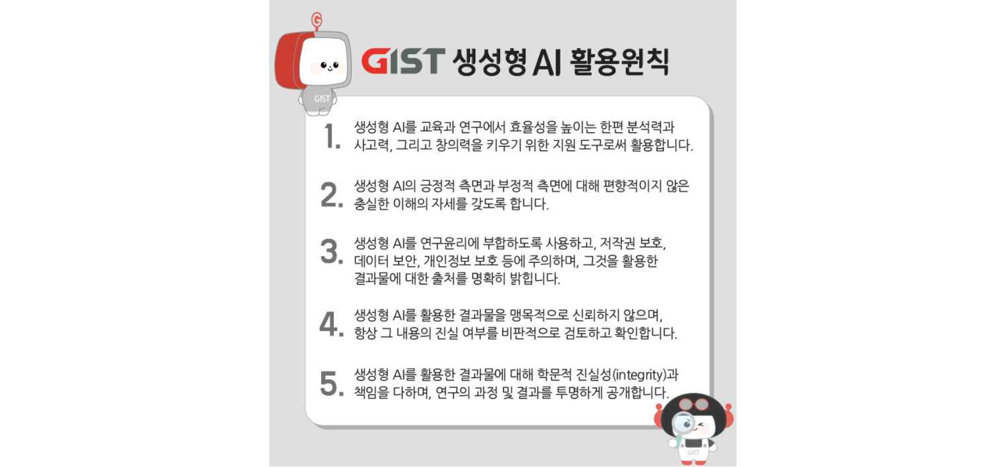 G
GIST
GIST 생성형 AI 활용원칙
1. 생성형 AI를 교육과 연구에서 효율성을 높이는 한편 분석력과
사고력, 그리고 창의력을 키우기 위한 지원 도구로써 활용합니다.
2. 생성형 AI의 긍정적 측면과 부정적 측면에 대해 편향적이지 않은
충실한 이해의 자세를 갖도록 합니다.
3. 생성형 AI를 연구윤리에 부합하도록 사용하고, 저작권 보호,
데이터 보안, 개인정보 보호 등에 주의하며, 그것을 활용한
결과물에 대한 출처를 명확히 밝힙니다.
4. 생성형 AI를 활용한 결과물을 맹목적으로 신뢰하지 않으며,
항상 그 내용의 진실 여부를 비판적으로 검토하고 확인합니다.
5. 생성형 AI를 활용한 결과물에 대해 학문적 진실성(integrity)과
책임을 다하며, 연구의 과정 및 결과를 투명하게 공개합니다.
GIST